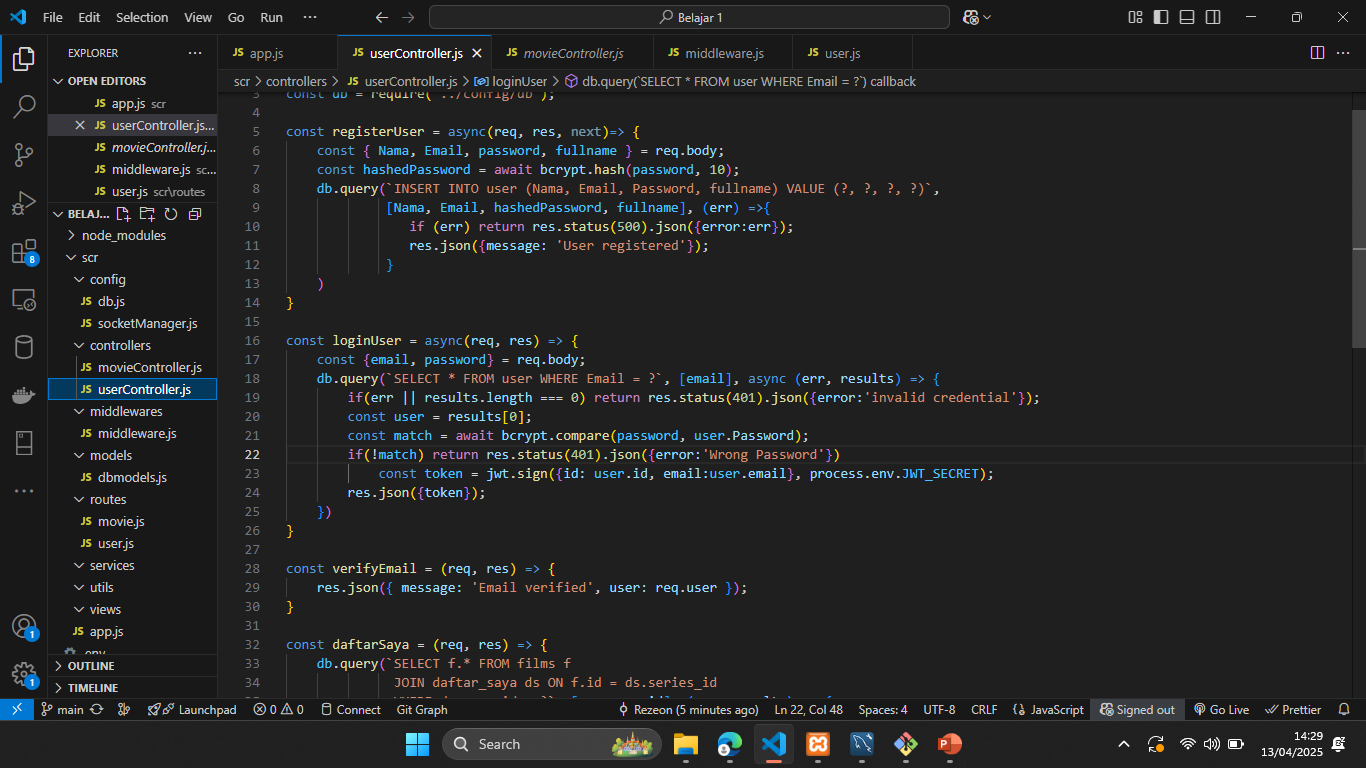 File Edit Selection View Go Run ···
Belajar 1
EXPLORER ···
OPEN EDITORS
JS app.js scr
JS userController.js...
JS movieController.j...
JS middleware.js sc...
JS user.js scr\routes
BELAJ...
node_modules
scr
config
JS db.js
JS socketManager.js
controllers
JS movieController.js
JS userController.js
middlewares
JS middleware.js
models
JS dbmodels.js
routes
JS movie.js
JS user.js
services
utils
views
JS app.js
.env
OUTLINE
TIMELINE
8
1
1
JS app.js JS userController.js JS movieController.js JS middleware.js JS user.js ···
scr > controllers > JS userController.js > loginUser > db.query(`SELECT * FROM user WHERE Email = ?`) callback
3 const db = require('../config/db');
4
5 const registerUser = async(req, res, next)=> {
6 const { Nama, Email, password, fullname } = req.body;
7 const hashedPassword = await bcrypt.hash(password, 10);
8 db.query(`INSERT INTO user (Nama, Email, Password, fullname) VALUE (?, ?, ?, ?)`,
9 [Nama, Email, hashedPassword, fullname], (err) =>{
10 if (err) return res.status(500).json({error:err});
11 res.json({message: 'User registered'});
12 }
13 )
14 }
15
16 const loginUser = async(req, res) => {
17 const {email, password} = req.body;
18 db.query(`SELECT * FROM user WHERE Email = ?`, [email], async (err, results) => {
19 if(err || results.length === 0) return res.status(401).json({error:'invalid credential'});
20 const user = results[0];
21 const match = await bcrypt.compare(password, user.Password);
22 if(!match) return res.status(401).json({error:'Wrong Password'})
23 const token = jwt.sign({id: user.id, email:user.email}, process.env.JWT_SECRET);
24 res.json({token});
25 })
26 }
27
28 const verifyEmail = (req, res) => {
29 res.json({ message: 'Email verified', user: req.user });
30 }
31
32 const daftarSaya = (req, res) => {
33 db.query(`SELECT f.* FROM films f
34 JOIN daftar_saya ds ON f.id = ds.series_id
main Launchpad 0 0 Connect Git Graph Rezeon (5 minutes ago) Ln 22, Col 48 Spaces: 4 UTF-8 CRLF {} JavaScript Signed out Go Live Prettier
Search
14:29
13/04/2025